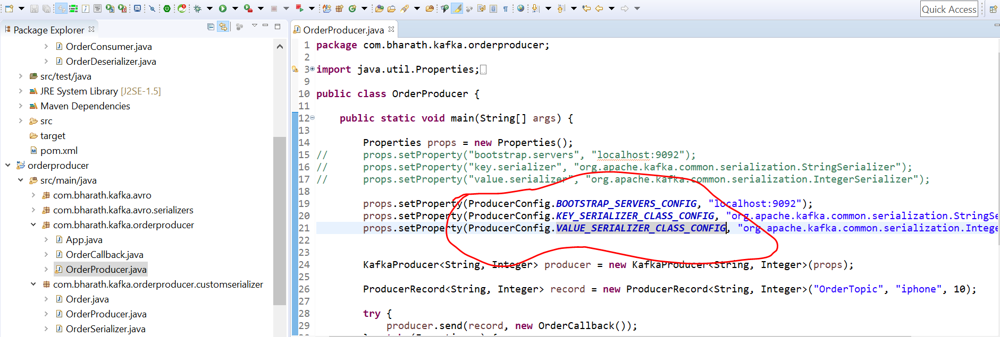 Quick Access
Package Explorer
OrderConsumer.java
OrderDeserializer.java
src/test/java
JRE System Library [J2SE-1.5]
Maven Dependencies
src
target
pom.xml
orderproducer
src/main/java
com.bharath.kafka.avro
com.bharath.kafka.avro.serializers
com.bharath.kafka.orderproducer
App.java
OrderCallback.java
OrderProducer.java
com.bharath.kafka.orderproducer.customserializer
Order.java
OrderProducer.java
OrderSerializer.java
OrderProducer.java
1 package com.bharath.kafka.orderproducer;
2
3 import java.util.Properties;
9
10 public class OrderProducer {
11
12 public static void main(String[] args) {
13
14 Properties props = new Properties();
15 // props.setProperty("bootstrap.servers", "localhost:9092");
16 // props.setProperty("key.serializer", "org.apache.kafka.common.serialization.StringSerializer");
17 // props.setProperty("value.serializer", "org.apache.kafka.common.serialization.IntegerSerializer");
18
19 props.setProperty(ProducerConfig.BOOTSTRAP_SERVERS_CONFIG, "localhost:9092");
20 props.setProperty(ProducerConfig.KEY_SERIALIZER_CLASS_CONFIG, "org.apache.kafka.common.serialization.StringSe
21 props.setProperty(ProducerConfig.VALUE_SERIALIZER_CLASS_CONFIG, "org.apache.kafka.common.serialization.Intege
22
23
24 KafkaProducer<String, Integer> producer = new KafkaProducer<String, Integer>(props);
25
26 ProducerRecord<String, Integer> record = new ProducerRecord<String, Integer>("OrderTopic", "iphone", 10);
27
28 try {
29 producer.send(record, new OrderCallback());